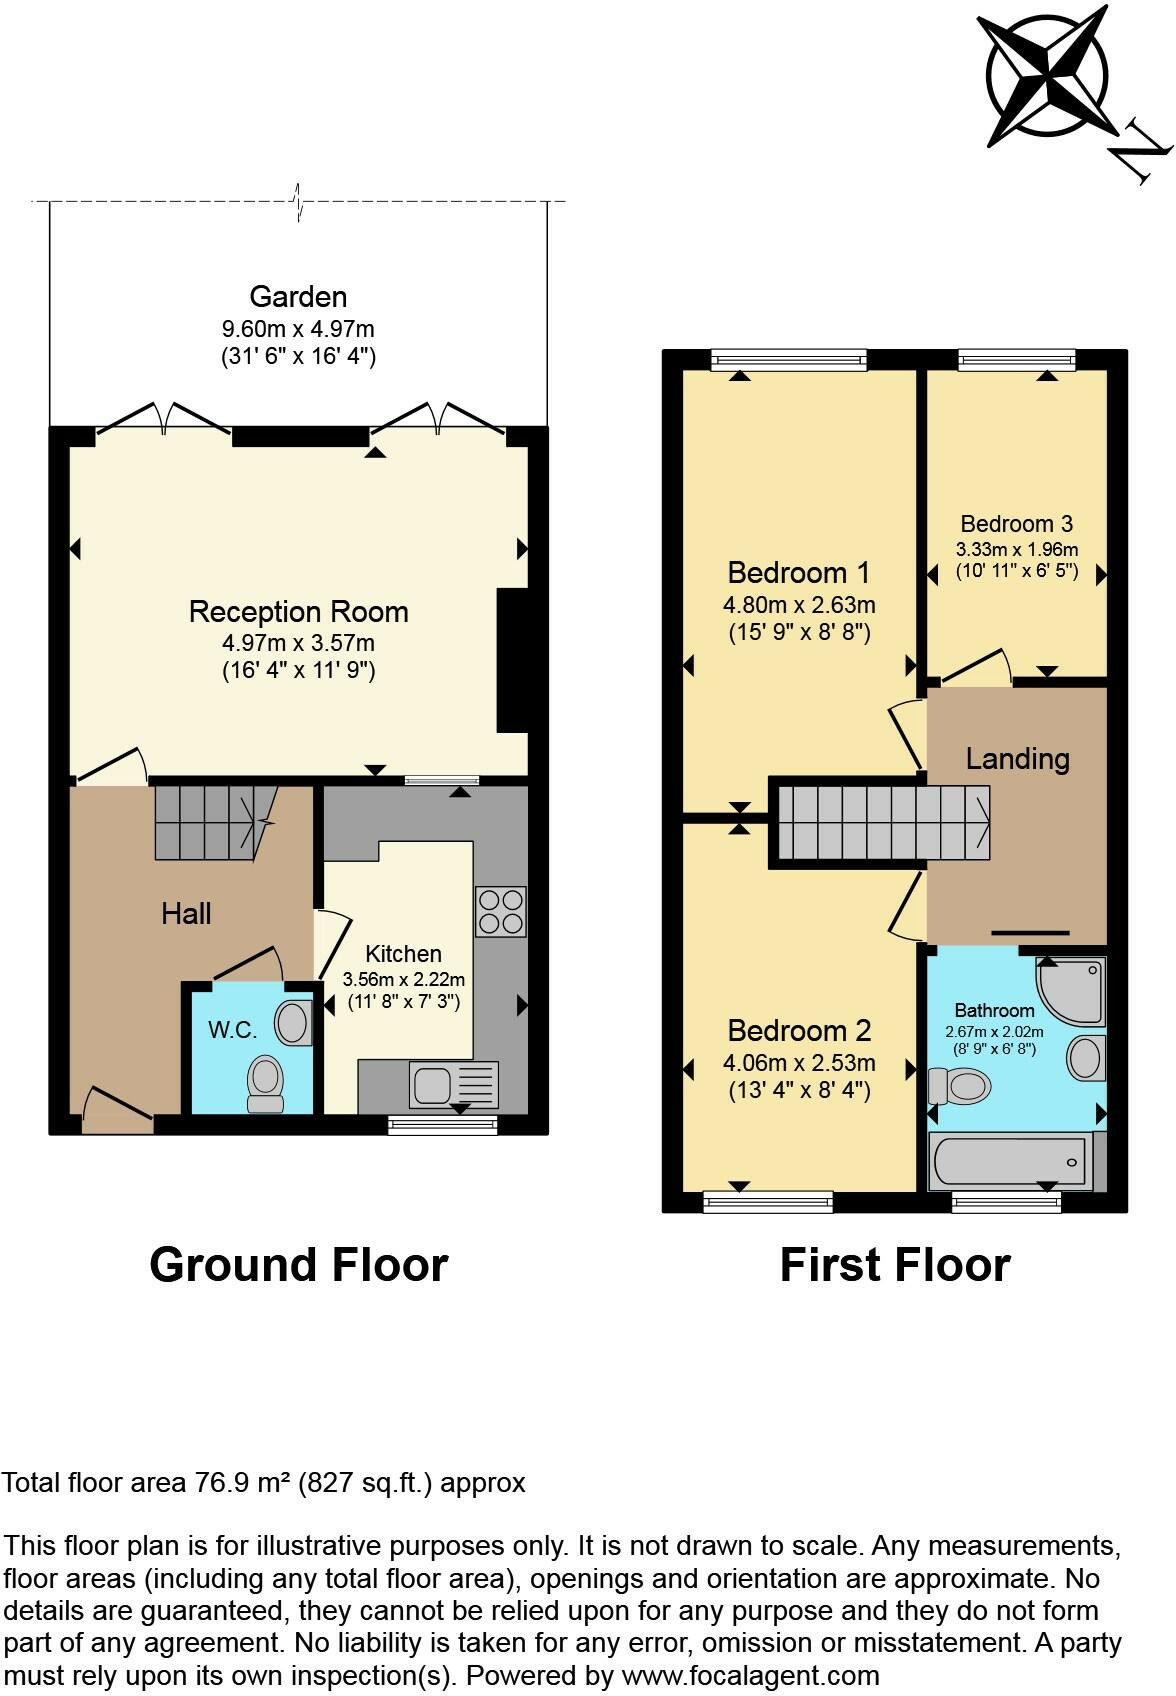 N
Garden
9.60m x 4.97m
(31' 6" x 16' 4")
Reception Room
4.97m x 3.57m
(16' 4" x 11' 9")
Hall
Kitchen
3.56m x 2.22m
(11' 8" x 7' 3")
W.C.
Ground Floor
Bedroom 1
4.80m x 2.63m
(15' 9" x 8' 8")
Bedroom 3
3.33m x 1.96m
(10' 11" x 6' 5")
Landing
Bedroom 2
4.06m x 2.53m
(13' 4" x 8' 4")
Bathroom
2.67m x 2.02m
(8' 9" x 6' 8")
First Floor
Total floor area 76.9 m² (827 sq.ft.) approx
This floor plan is for illustrative purposes only. It is not drawn to scale. Any measurements,
floor areas (including any total floor area), openings and orientation are approximate. No
details are guaranteed, they cannot be relied upon for any purpose and they do not form
part of any agreement. No liability is taken for any error, omission or misstatement. A party
must rely upon its own inspection(s). Powered by www.focalagent.com